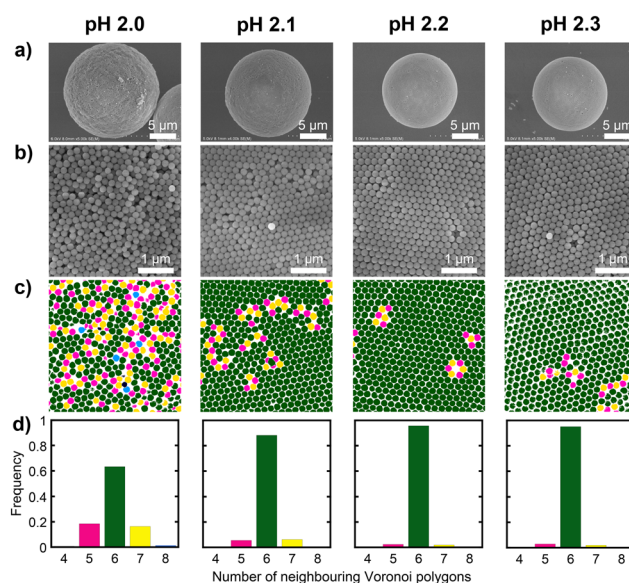 pH 2.0 pH 2.1 pH 2.2 pH 2.3
a)
5 μm 5 μm 5 μm 5 μm
b)
1 μm 1 μm 1 μm 1 μm
c)
d)
1
0.8
0.6
0.4
0.2
0
Frequency
4 5 6 7 8 4 5 6 7 8 4 5 6 7 8 4 5 6 7 8
Number of neighbouring Voronoi polygons